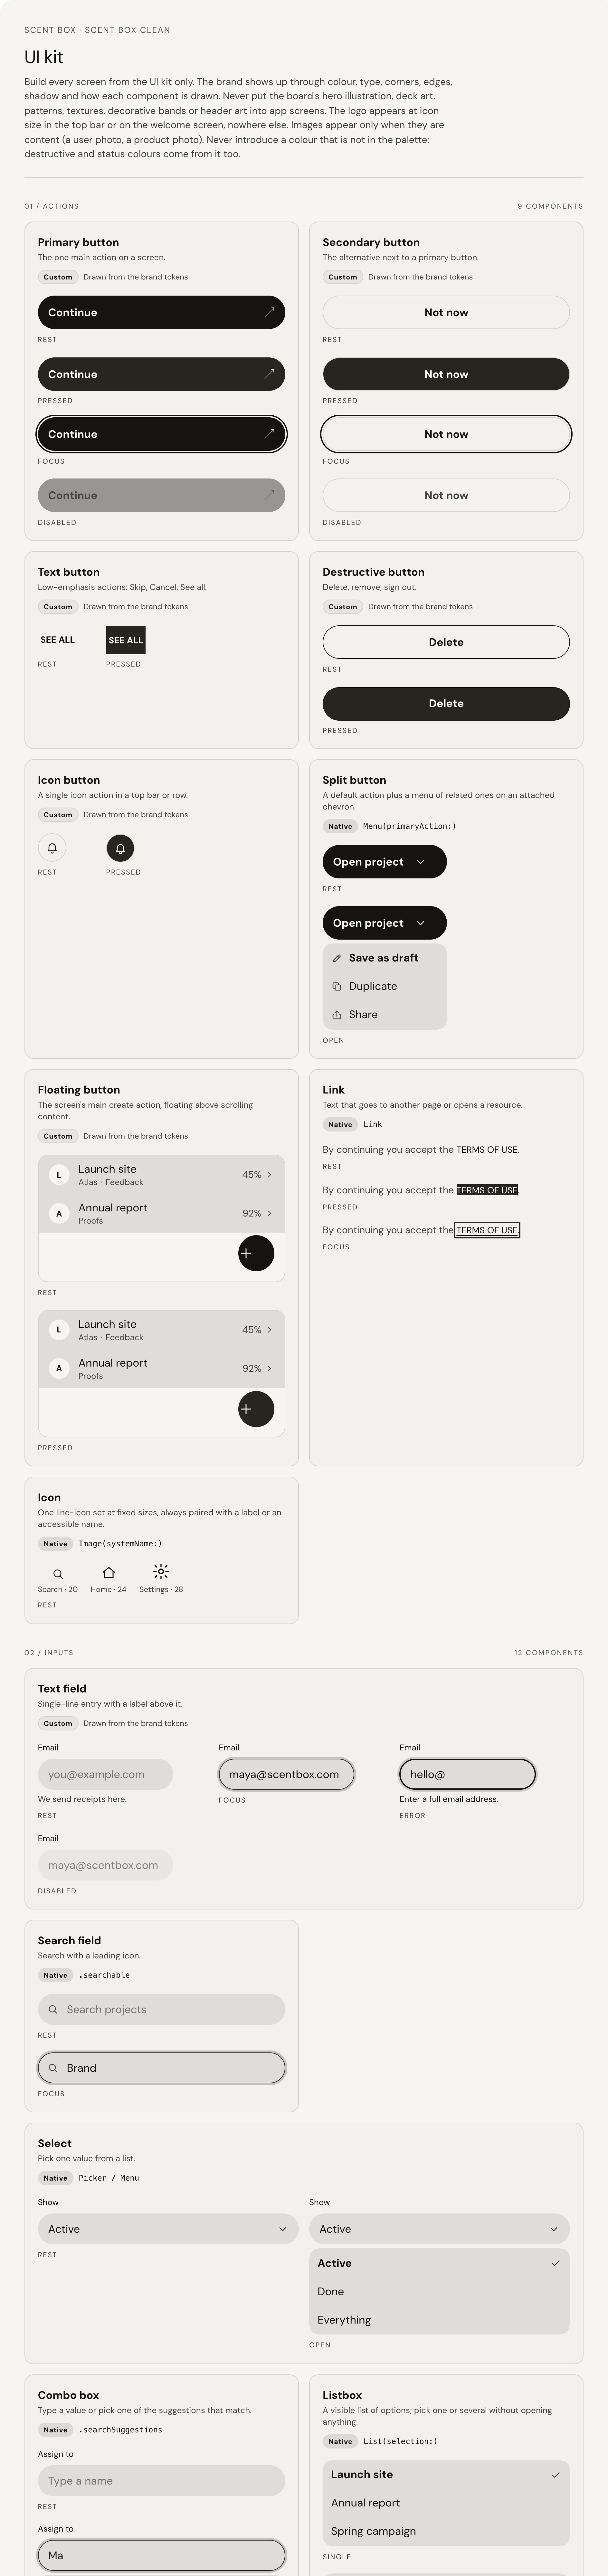 SCENT BOX · SCENT BOX CLEAN
UI kit
Build every screen from the UI kit only. The brand shows up through colour, type, corners, edges,
shadow and how each component is drawn. Never put the board's hero illustration, deck art,
patterns, textures, decorative bands or header art into app screens. The logo appears at icon
size in the top bar or on the welcome screen, nowhere else. Images appear only when they are
content (a user photo, a product photo). Never introduce a colour that is not in the palette:
destructive and status colours come from it too.
01 / ACTIONS
9 COMPONENTS
Primary button
The one main action on a screen.
Custom Drawn from the brand tokens
Continue
REST
Continue
PRESSED
Continue
FOCUS
Continue
DISABLED
Secondary button
The alternative next to a primary button.
Custom Drawn from the brand tokens
Not now
REST
Not now
PRESSED
Not now
FOCUS
Not now
DISABLED
Text button
Low-emphasis actions: Skip, Cancel, See all.
Custom Drawn from the brand tokens
SEE ALL
REST
SEE ALL
PRESSED
Destructive button
Delete, remove, sign out.
Custom Drawn from the brand tokens
Delete
REST
Delete
PRESSED
Icon button
A single icon action in a top bar or row.
Custom Drawn from the brand tokens
REST
PRESSED
Split button
A default action plus a menu of related ones on an attached
chevron.
Native Menu(primaryAction:)
Open project
REST
Open project
Save as draft
Duplicate
Share
OPEN
Floating button
The screen's main create action, floating above scrolling
content.
Custom Drawn from the brand tokens
L Launch site 45%
Atlas · Feedback
A Annual report 92%
Proofs
REST
L Launch site 45%
Atlas · Feedback
A Annual report 92%
Proofs
PRESSED
Link
Text that goes to another page or opens a resource.
Native Link
By continuing you accept the TERMS OF USE.
REST
By continuing you accept the TERMS OF USE.
PRESSED
By continuing you accept the TERMS OF USE.
FOCUS
Icon
One line-icon set at fixed sizes, always paired with a label or an
accessible name.
Native Image(systemName:)
Search · 20
Home · 24
Settings · 28
REST
02 / INPUTS
12 COMPONENTS
Text field
Single-line entry with a label above it.
Custom Drawn from the brand tokens
Email
you@example.com
We send receipts here.
REST
Email
maya@scentbox.com
FOCUS
Email
hello@
Enter a full email address.
ERROR
Email
maya@scentbox.com
DISABLED
Search field
Search with a leading icon.
Native .searchable
Search projects
REST
Brand
FOCUS
Select
Pick one value from a list.
Native Picker / Menu
Show
Active
REST
Show
Active
Active
Done
Everything
OPEN
Combo box
Type a value or pick one of the suggestions that match.
Native .searchSuggestions
Assign to
Type a name
REST
Assign to
Ma
Listbox
A visible list of options; pick one or several without opening
anything.
Native List(selection:)
Launch site
Annual report
Spring campaign
SINGLE